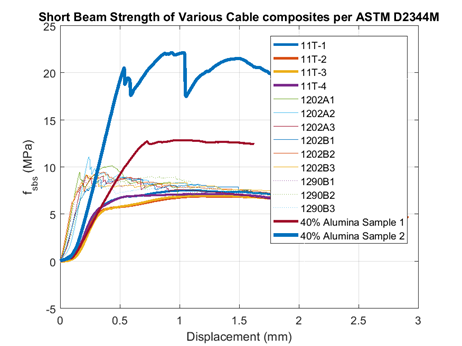 Short Beam Strength of Various Cable composites per ASTM D2344M
25
20
15
10
5
0
-5
f_sbs (MPa)
11T-1
11T-2
11T-3
11T-4
1202A1
1202A2
1202A3
1202B1
1202B2
1202B3
1290B1
1290B2
1290B3
40% Alumina Sample 1
40% Alumina Sample 2
0 0.5 1 1.5 2 2.5 3
Displacement (mm)